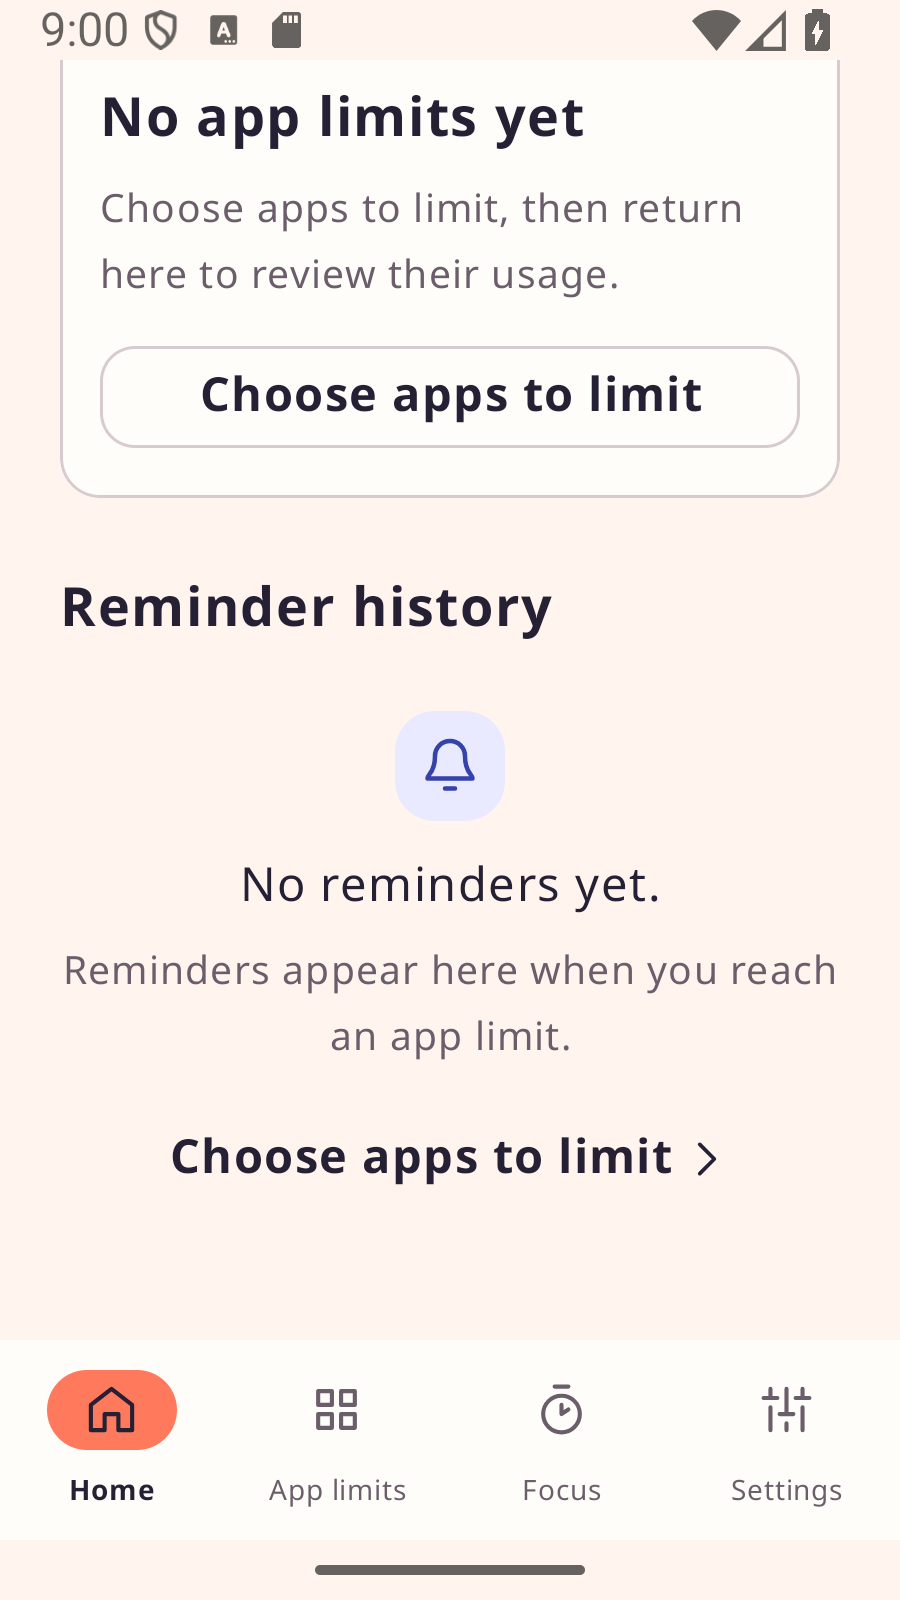 9:00
No app limits yet
Choose apps to limit, then return
here to review their usage.
Choose apps to limit
Reminder history
No reminders yet.
Reminders appear here when you reach
an app limit.
Choose apps to limit
Home
App limits
Focus
Settings